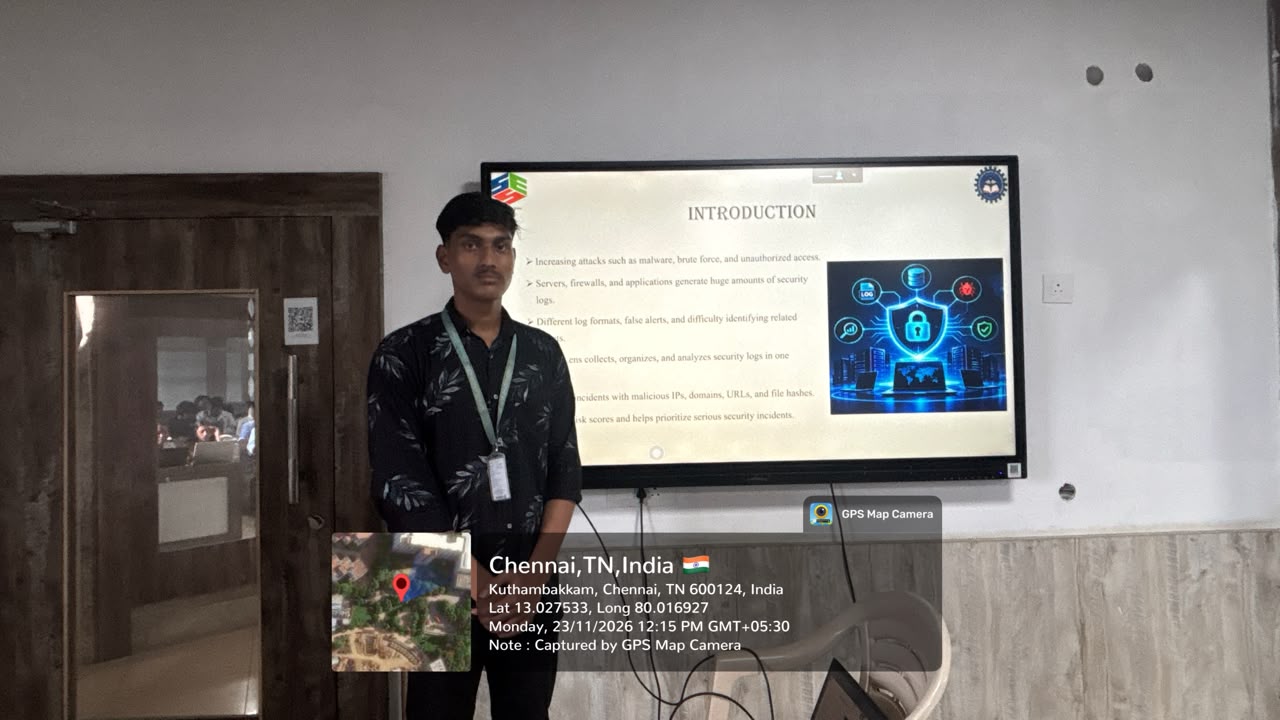 SES
INTRODUCTION
➢ Increasing attacks such as malware, brute force, and unauthorized access.
➢ Servers, firewalls, and applications generate huge amounts of security
logs.
➢ Different log formats, false alerts, and difficulty identifying related
collects, organizes, and analyzes security logs in one
incidents with malicious IPs, domains, URLs, and file hashes.
scores and helps prioritize serious security incidents.
LOG
GPS Map Camera
Chennai,TN,India
Kuthambakkam, Chennai, TN 600124, India
Lat 13.027533, Long 80.016927
Monday, 23/11/2026 12:15 PM GMT+05:30
Note : Captured by GPS Map Camera